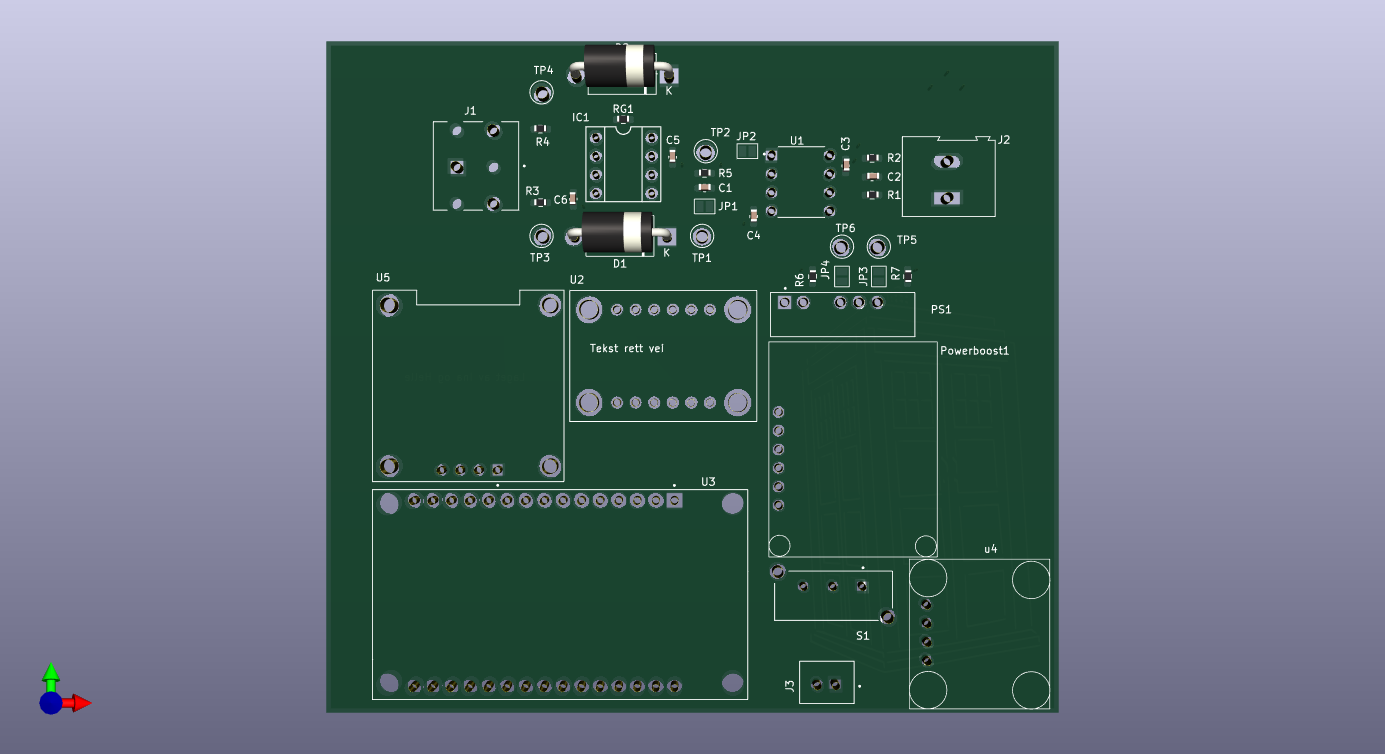 TP4
K
J1
RG1
IC1
TP2
JP2
R4
C5
U1
C3
J2
R2
R5
C2
C1
R3
C6
R1
JP1
TP6
C4
TP5
TP3
K
TP1
D1
U5
U2
R6
JP4
JP3
R7
PS1
Tekst rett vel
Powerboost1
U3
u4
S1
J3